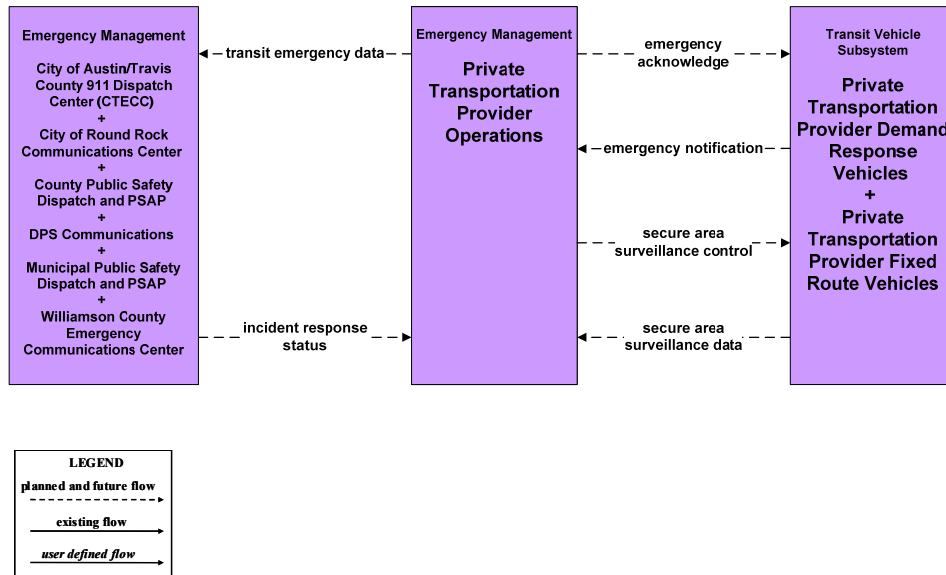 Emergency Management
City of Austin/Travis
County 911 Dispatch
Center (CTECC)
+
City of Round Rock
Communications Center
+
County Public Safety
Dispatch and PSAP
+
DPS Communications
+
Municipal Public Safety
Dispatch and PSAP
+
Williamson County
Emergency
Communications Center
transit emergency data
incident response
status
Emergency Management
Private
Transportation
Provider
Operations
emergency
acknowledge
emergency notification
secure area
surveillance control
secure area
surveillance data
Transit Vehicle
Subsystem
Private
Transportation
Provider Demand
Response
Vehicles
+
Private
Transportation
Provider Fixed
Route Vehicles
LEGEND
planned and future flow
existing flow
user defined flow